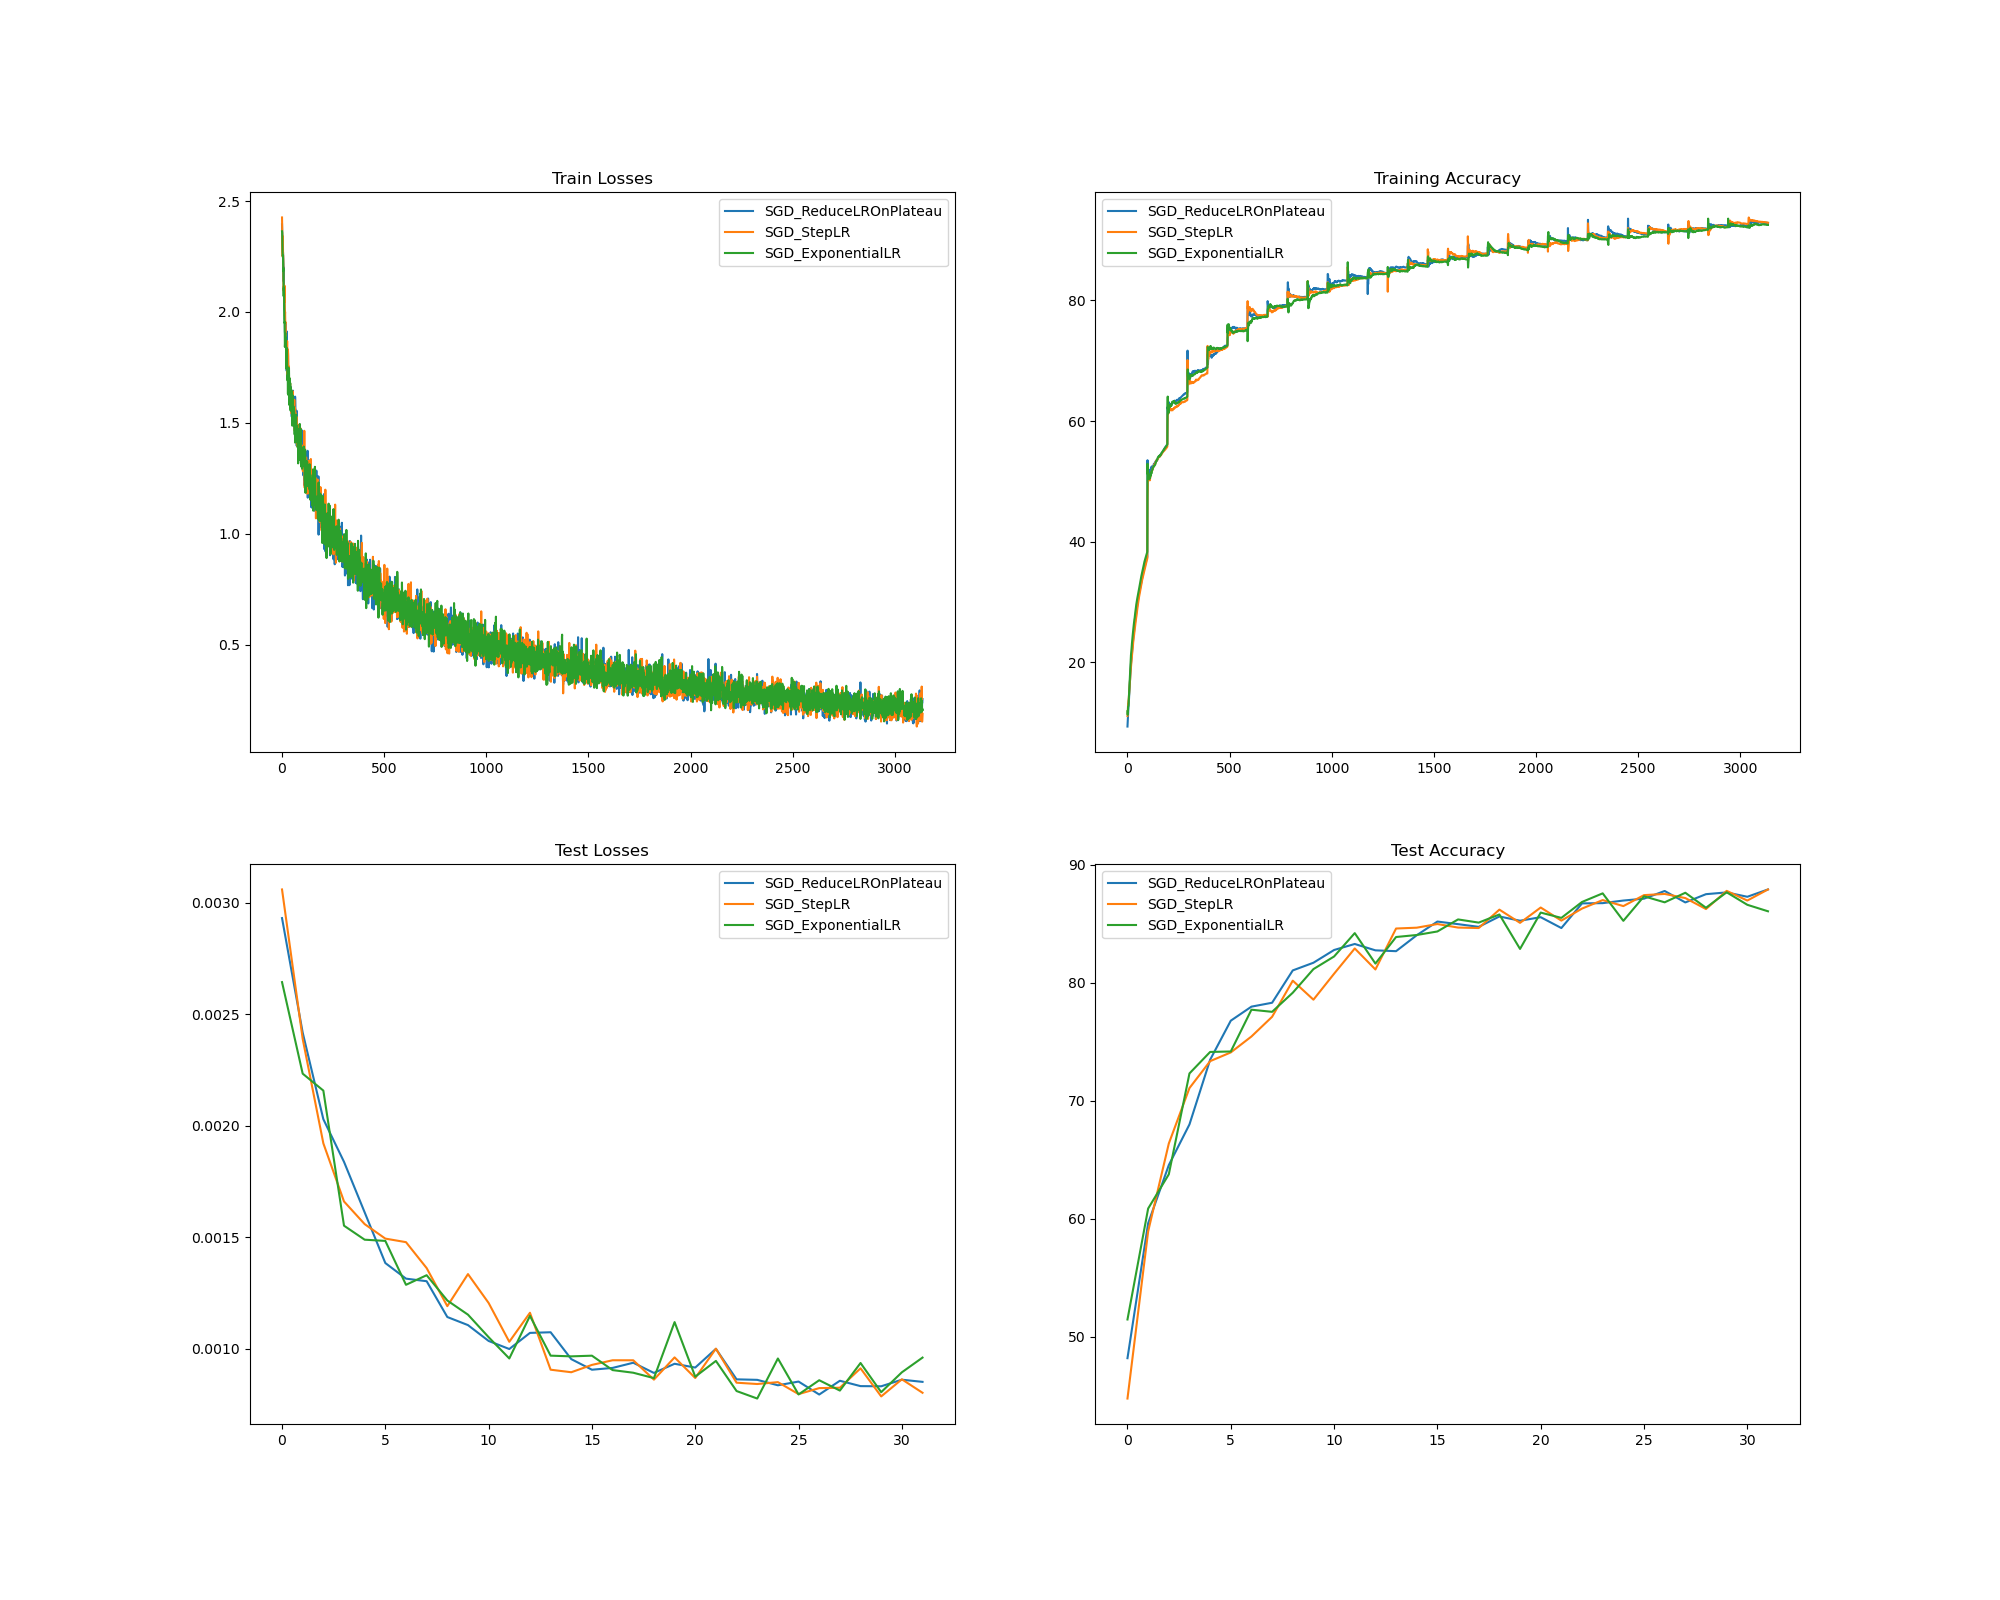 Train Losses
2.5
2.0
1.5
1.0
0.5
0 500 1000 1500 2000 2500 3000
SGD_ReduceLROnPlateau
SGD_StepLR
SGD_ExponentialLR
Training Accuracy
80
60
40
20
0 500 1000 1500 2000 2500 3000
SGD_ReduceLROnPlateau
SGD_StepLR
SGD_ExponentialLR
Test Losses
0.0030
0.0025
0.0020
0.0015
0.0010
0 5 10 15 20 25 30
SGD_ReduceLROnPlateau
SGD_StepLR
SGD_ExponentialLR
Test Accuracy
90
80
70
60
50
0 5 10 15 20 25 30
SGD_ReduceLROnPlateau
SGD_StepLR
SGD_ExponentialLR